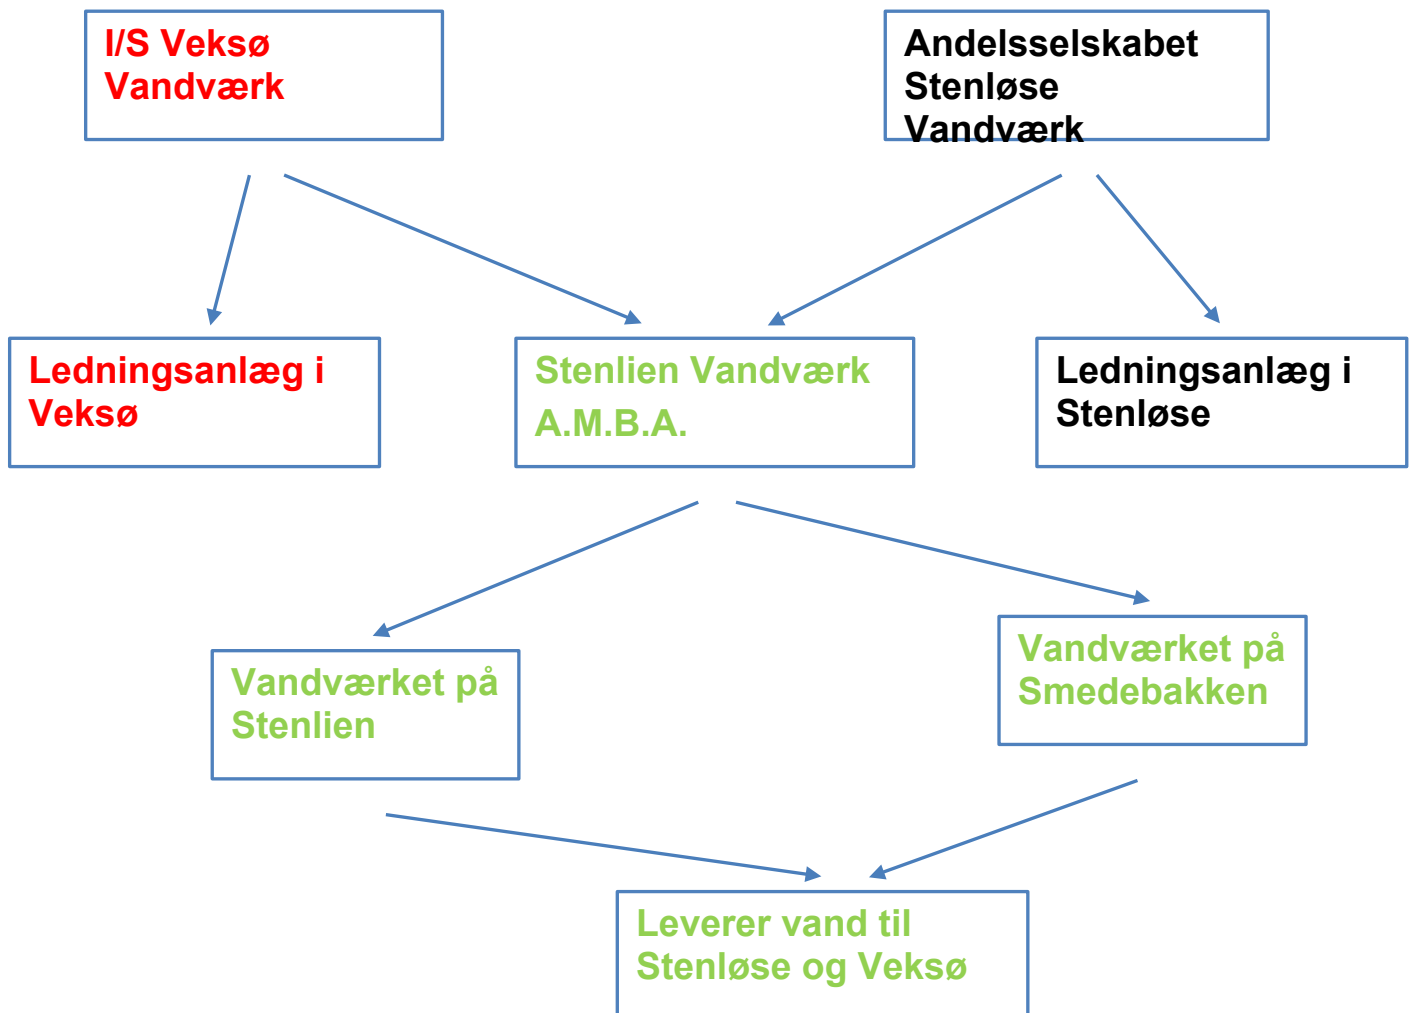 I/S Veksø
Vandværk
Andelsselskabet
Stenløse
Vandværk
Ledningsanlæg i
Veksø
Stenlien Vandværk
A.M.B.A.
Ledningsanlæg i
Stenløse
Vandværket på
Stenlien
Vandværket på
Smedebakken
Leverer vand til
Stenløse og Veksø